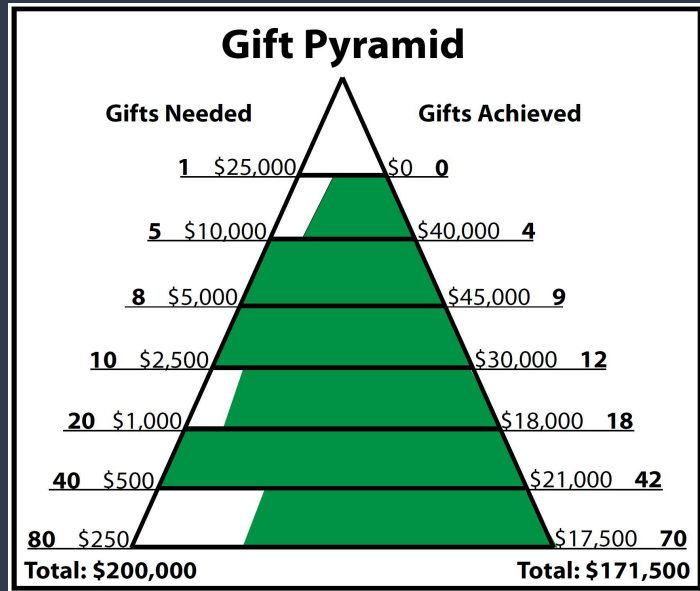 Gift Pyramid
Gifts Needed Gifts Achieved
1 $25,000 $0 0
5 $10,000 $40,000 4
8 $5,000 $45,000 9
10 $2,500 $30,000 12
20 $1,000 $18,000 18
40 $500 $21,000 42
80 $250 $17,500 70
Total: $200,000 Total: $171,500